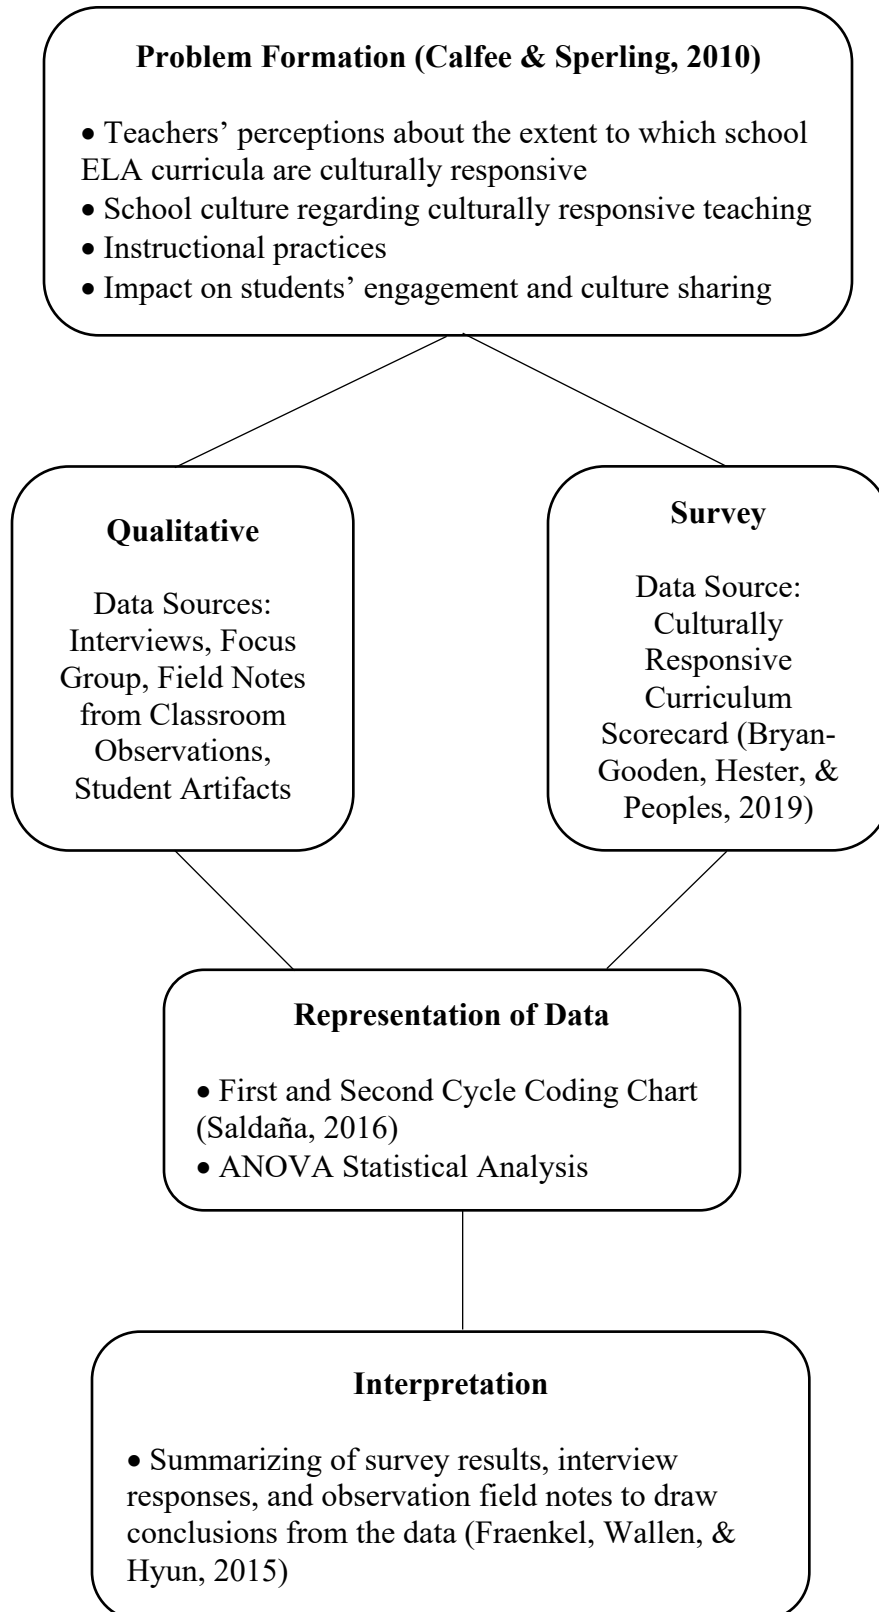 Problem Formation (Calfee & Sperling, 2010)
• Teachers’ perceptions about the extent to which school
ELA curricula are culturally responsive
• School culture regarding culturally responsive teaching
• Instructional practices
• Impact on students’ engagement and culture sharing
Qualitative
Data Sources:
Interviews, Focus
Group, Field Notes
from Classroom
Observations,
Student Artifacts
Survey
Data Source:
Culturally
Responsive
Curriculum
Scorecard (Bryan-
Gooden, Hester, &
Peoples, 2019)
Representation of Data
• First and Second Cycle Coding Chart
(Saldaña, 2016)
• ANOVA Statistical Analysis
Interpretation
• Summarizing of survey results, interview
responses, and observation field notes to draw
conclusions from the data (Fraenkel, Wallen, &
Hyun, 2015)